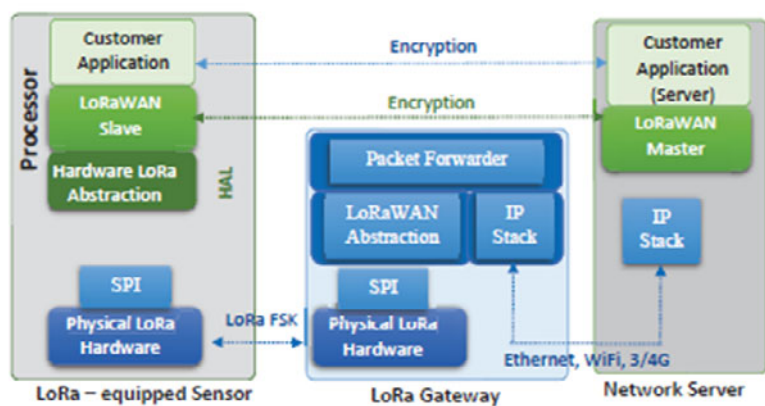 Processor
Customer
Application
LoRaWAN
Slave
Hardware LoRa
Abstraction
HAL
SPI
Physical LoRa
Hardware
LoRa – equipped Sensor
Encryption
Encryption
LoRa FSK
Packet Forwarder
LoRaWAN
Abstraction
IP
Stack
SPI
Physical LoRa
Hardware
LoRa Gateway
Ethernet, WiFi, 3/4G
Customer
Application
(Server)
LoRaWAN
Master
IP
Stack
Network Server